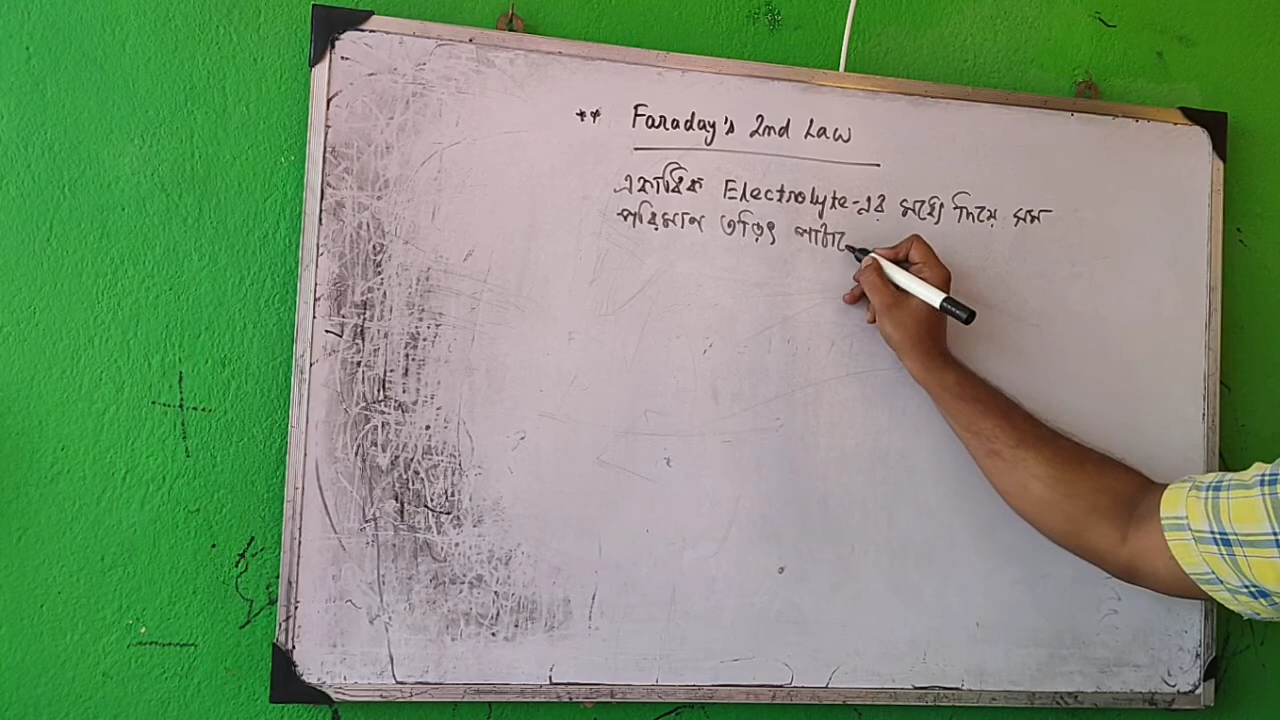 ** Faraday's 2nd Law
একাধিক Electrolyte-এর মধ্যে দিয়ে সম
পরিমান তড়িৎ পাঠালে